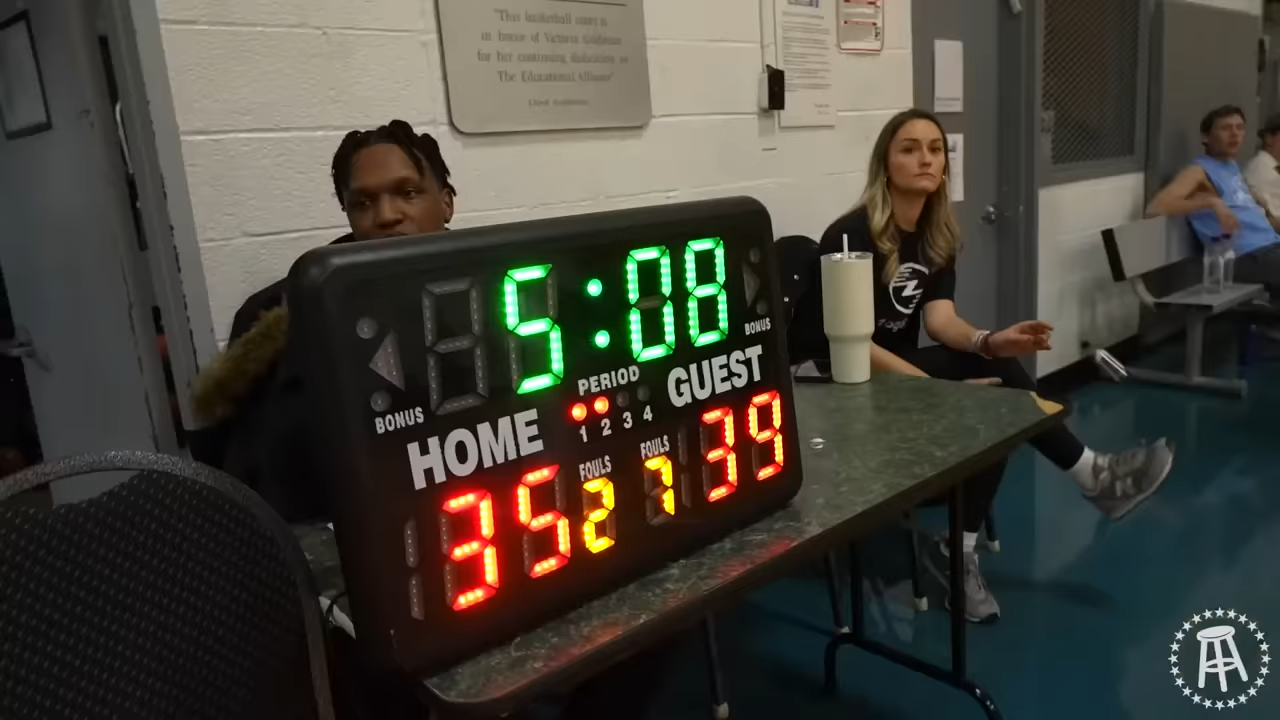 "This basketball court is
in honor of Victoria Goldman
for her continuing dedication to
The Educational Alliance"
5:08
BONUS
BONUS
PERIOD
1 2 3 4
HOME
GUEST
FOULS
FOULS
35
2
7
39